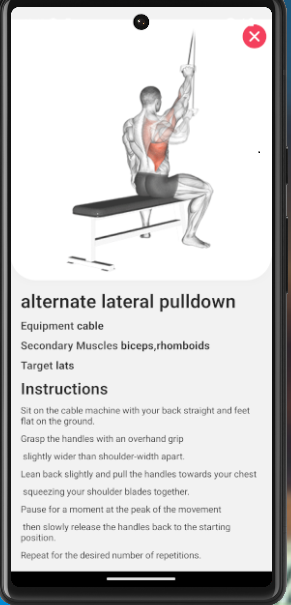 alternate lateral pulldown
Equipment cable
Secondary Muscles biceps,rhomboids
Target lats
Instructions
Sit on the cable machine with your back straight and feet
flat on the ground.
Grasp the handles with an overhand grip
slightly wider than shoulder-width apart.
Lean back slightly and pull the handles towards your chest
squeezing your shoulder blades together.
Pause for a moment at the peak of the movement
then slowly release the handles back to the starting
position.
Repeat for the desired number of repetitions.